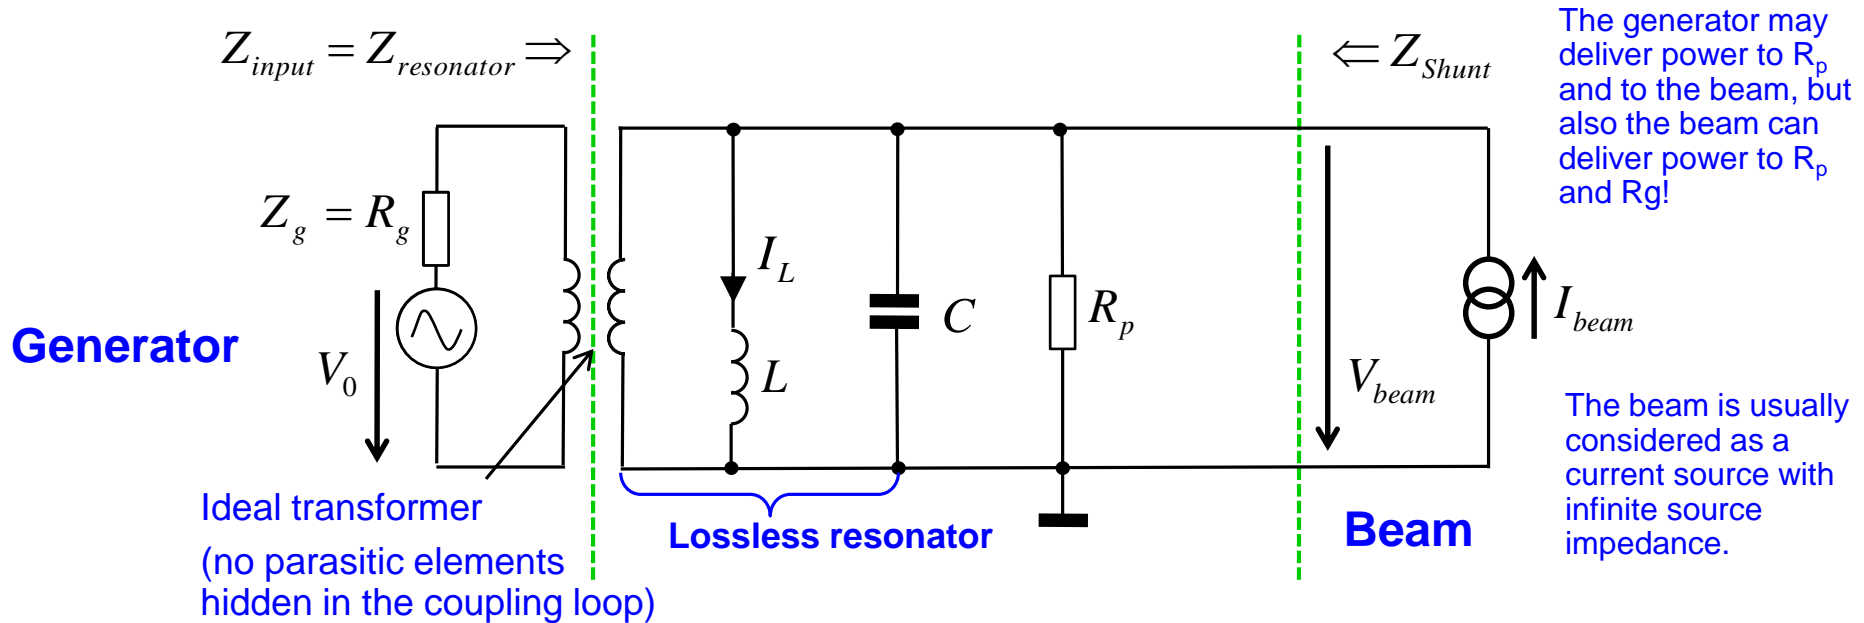 Z_input = Z_resonator ⇒
⇐ Z_Shunt
The generator may
deliver power to R_p
and to the beam, but
also the beam can
deliver power to R_p
and Rg!
Z_g = R_g
I_L
C
R_p
I_beam
Generator
V_0
L
V_beam
The beam is usually
considered as a
current source with
infinite source
impedance.
Ideal transformer
(no parasitic elements
hidden in the coupling loop)
Lossless resonator
Beam